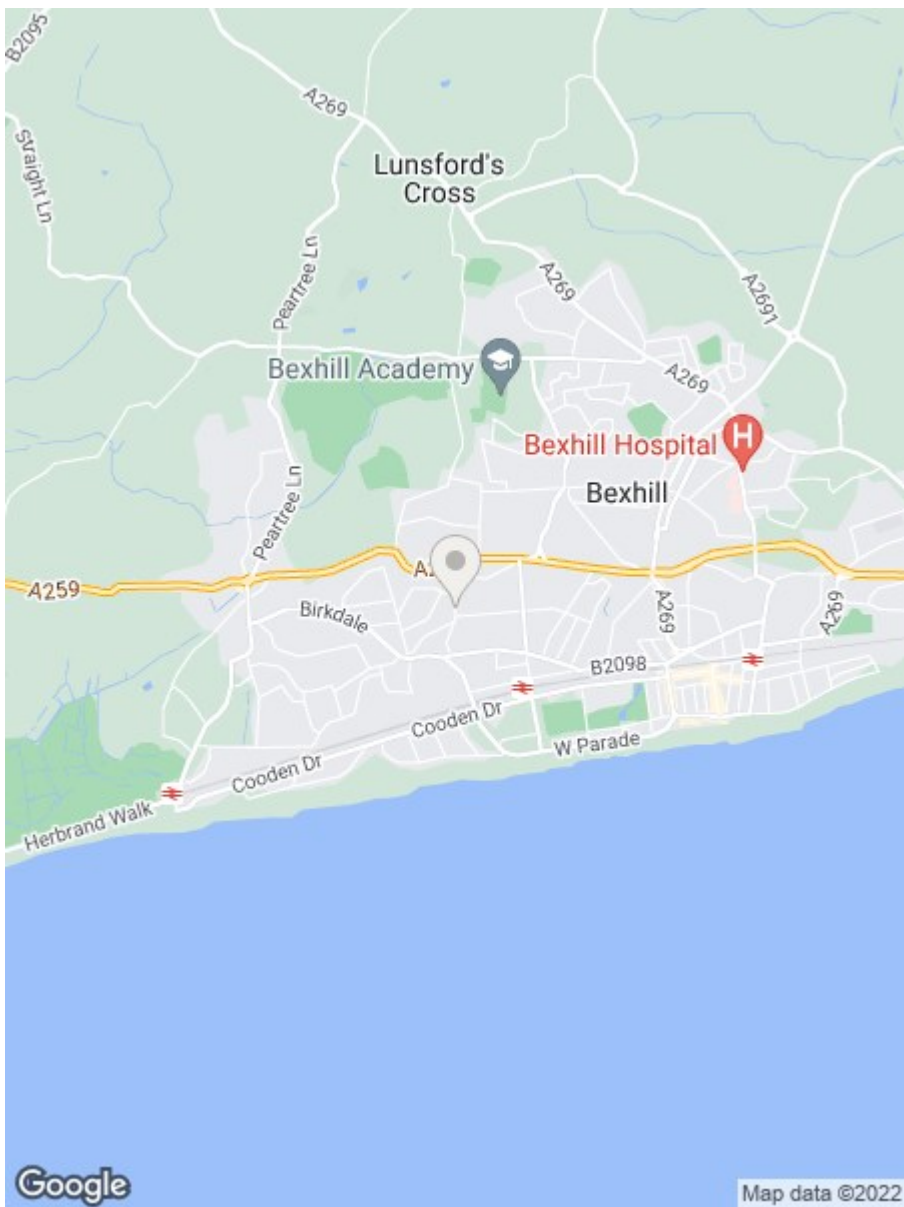 B2095
A269
Straight Ln
Lunsford's
Cross
Peartree Ln
A269
A2691
Bexhill Academy
A269
Bexhill Hospital
H
Bexhill
Peartree Ln
A259
Birkdale
A269
A269
B2098
Cooden Dr
W Parade
Cooden Dr
Herbrand Walk
Google
Map data ©2022